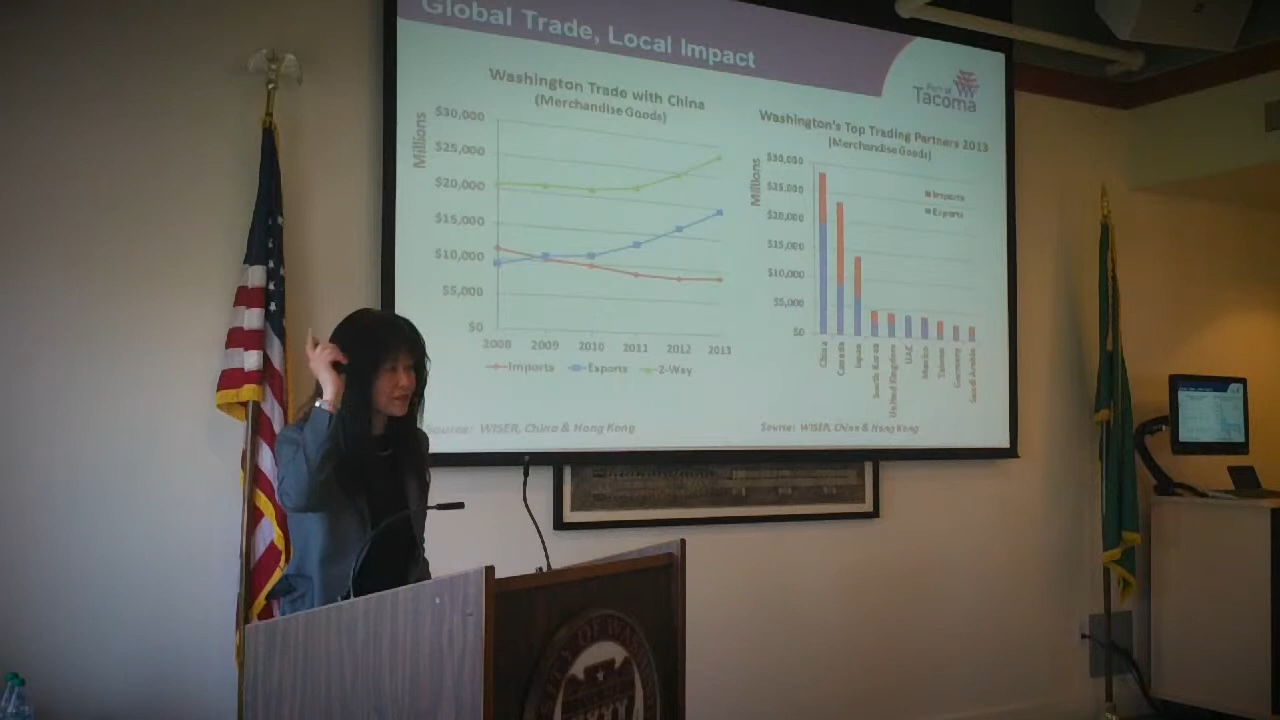 Global Trade, Local Impact
Port of
Tacoma
Washington Trade with China
(Merchandise Goods)
Millions
$30,000
$25,000
$20,000
$15,000
$10,000
$5,000
$0
2008 2009 2010 2011 2012 2013
Imports Exports 2-Way
Source: WISER, China & Hong Kong
Washington's Top Trading Partners 2013
(Merchandise Goods)
Millions
$30,000
$25,000
$20,000
$15,000
$10,000
$5,000
$0
Imports
Exports
China
Canada
Japan
South Korea
United Kingdom
UAE
Mexico
Taiwan
Germany
Saudi Arabia
Source: WISER, China & Hong Kong